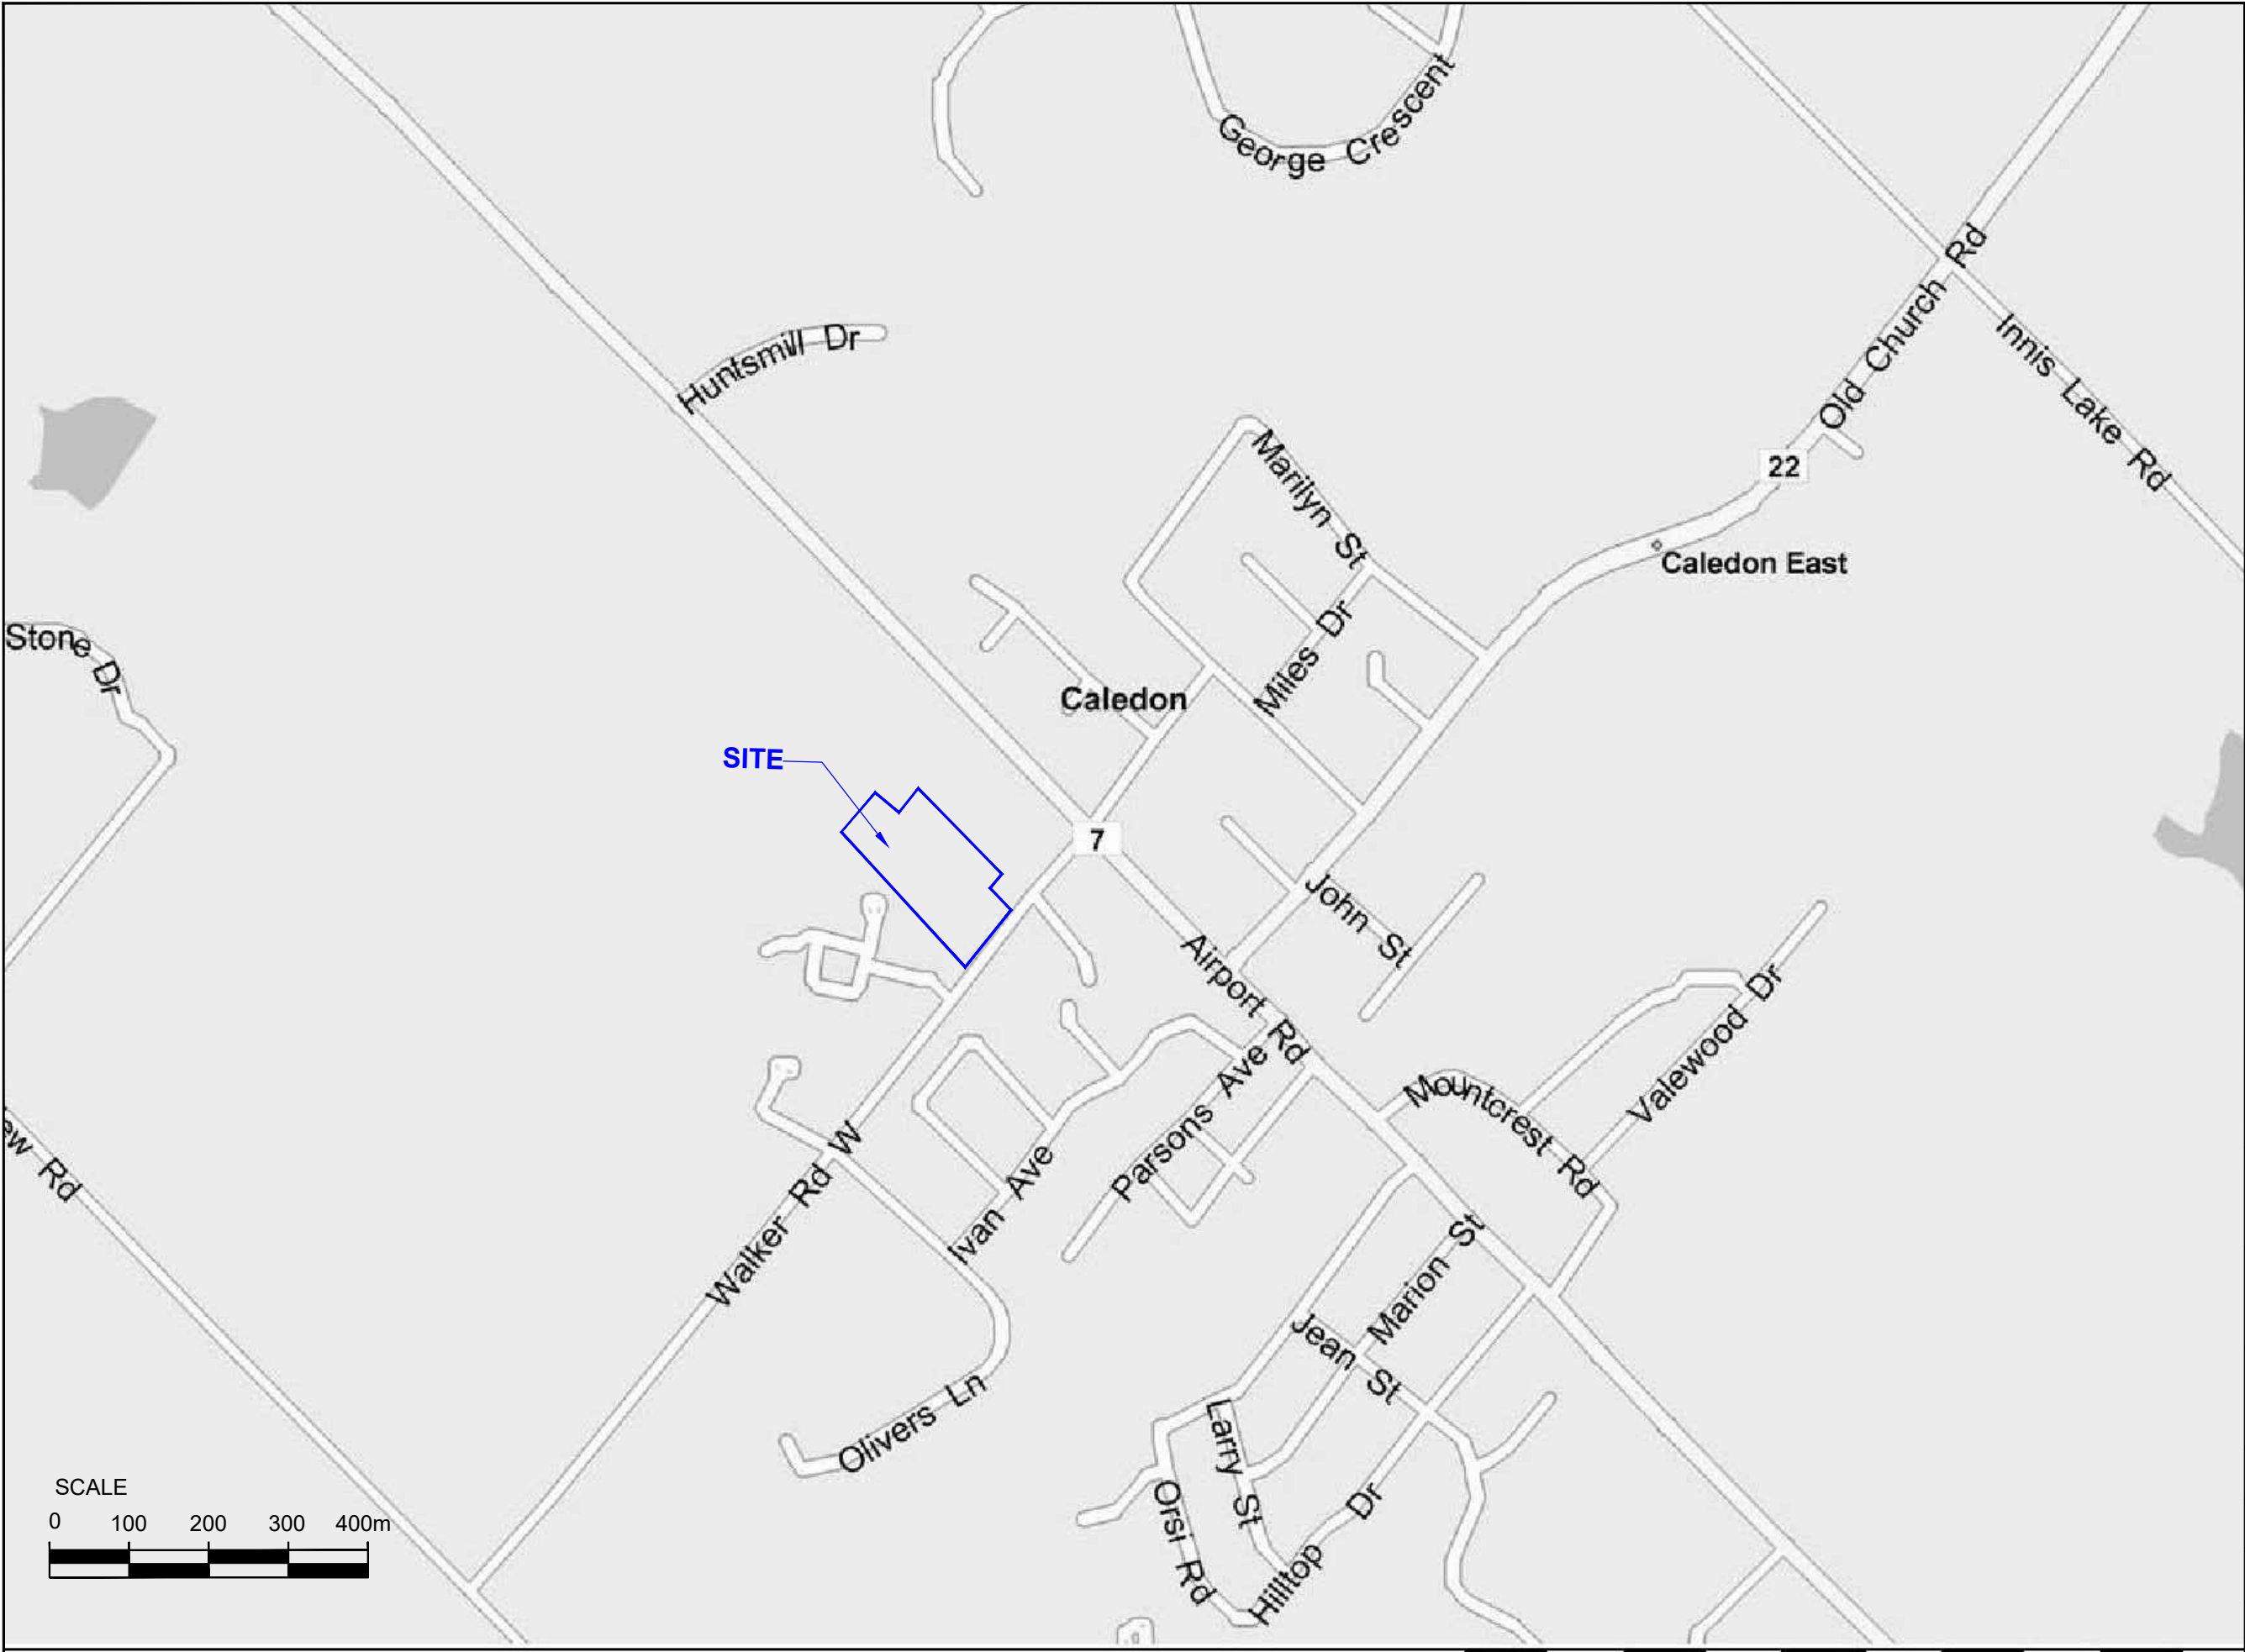 George Crescent
Old Church Rd
Innis Lake Rd
Huntsmill Dr
22
Marilyn St
Caledon East
Miles Dr
Stone Dr
Caledon
SITE
7
John St
Airport Rd
Valewood Dr
Parsons Ave
Mountcrest Rd
ew Rd
Walker Rd W
Ivan Ave
Marion St
Jean St
Olivers Ln
Larry St
Orsi Rd
Hilltop Dr
SCALE
0 100 200 300 400m